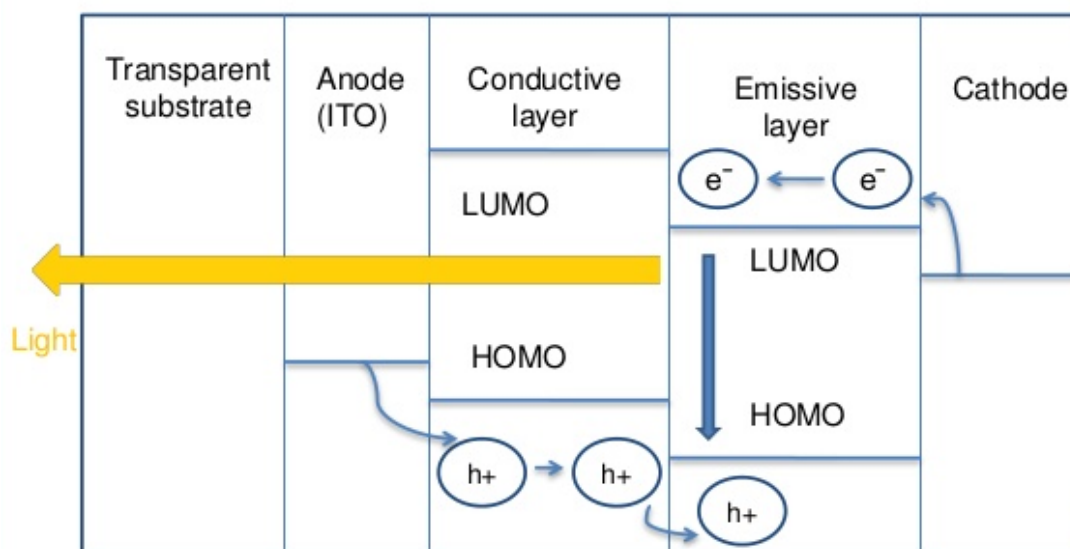 Transparent
substrate
Anode
(ITO)
Conductive
layer
Emissive
layer
Cathode
e⁻
e⁻
LUMO
LUMO
Light
HOMO
HOMO
h+
h+
h+